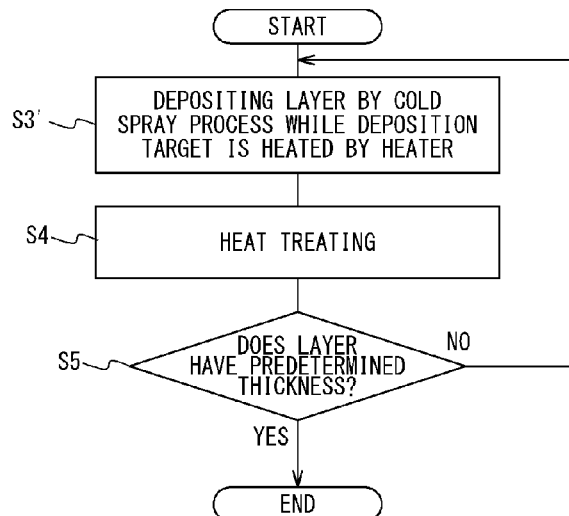 START
S3'
DEPOSITING LAYER BY COLD
SPRAY PROCESS WHILE DEPOSITION
TARGET IS HEATED BY HEATER
S4
HEAT TREATING
S5
DOES LAYER
HAVE PREDETERMINED
THICKNESS?
NO
YES
END